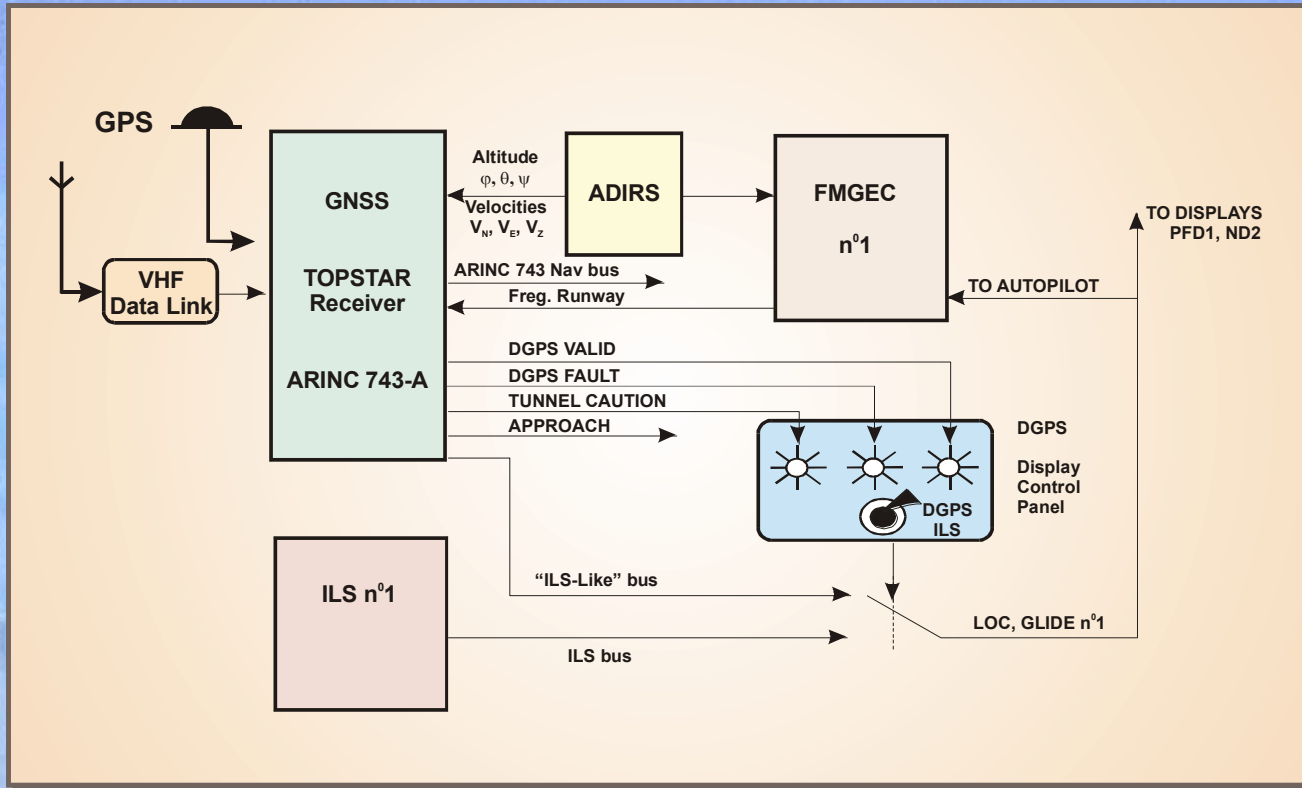 GPS
VHF
Data Link
GNSS
TOPSTAR
Receiver
ARINC 743-A
Altitude
φ, θ, ψ
Velocities
V_N, V_E, V_Z
ADIRS
FMGEC
n⁰1
TO DISPLAYS
PFD1, ND2
ARINC 743 Nav bus
Freg. Runway
TO AUTOPILOT
DGPS VALID
DGPS FAULT
TUNNEL CAUTION
APPROACH
DGPS
Display
Control
Panel
DGPS
ILS
ILS n⁰1
“ILS-Like” bus
LOC, GLIDE n⁰1
ILS bus